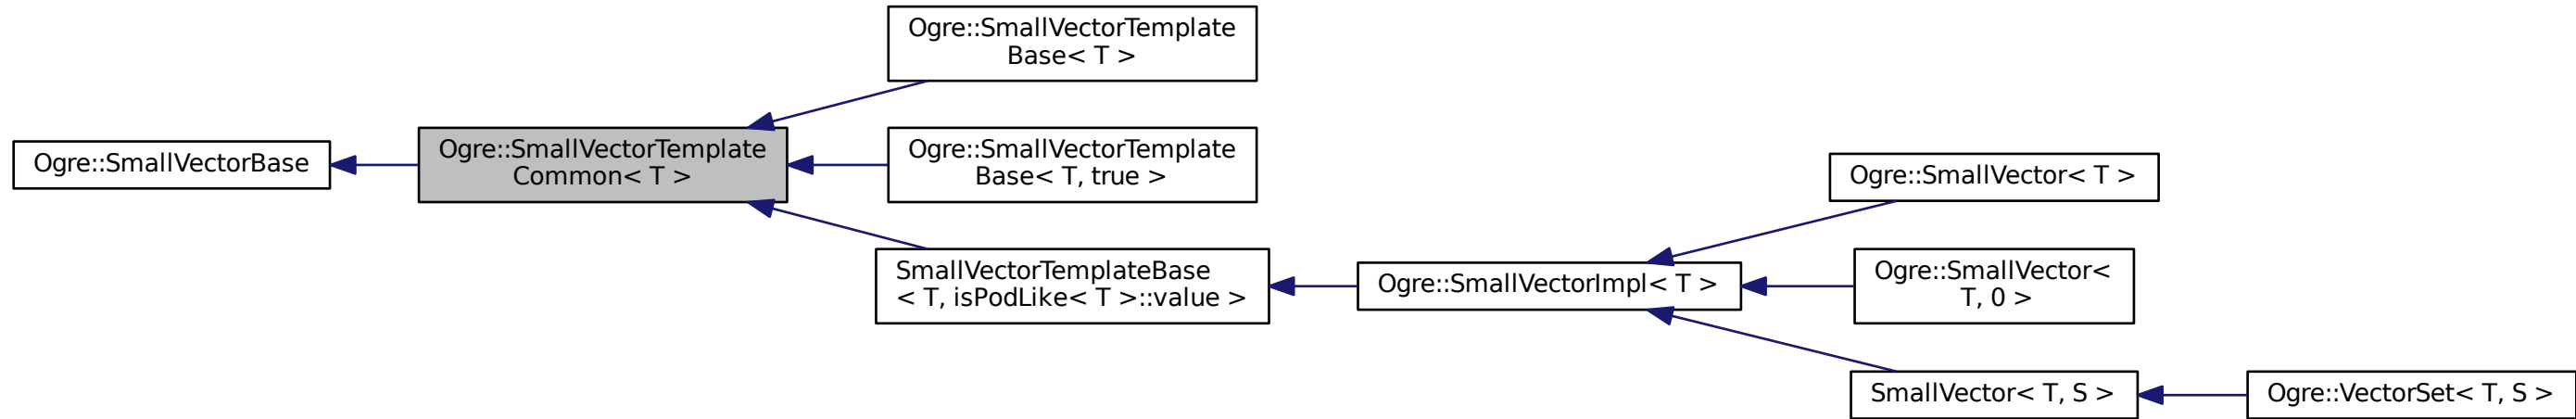 Ogre::SmallVectorBase
Ogre::SmallVectorTemplate
Common< T >
Ogre::SmallVectorTemplate
Base< T >
Ogre::SmallVectorTemplate
Base< T, true >
SmallVectorTemplateBase
< T, isPodLike< T >::value >
Ogre::SmallVectorImpl< T >
Ogre::SmallVector< T >
Ogre::SmallVector<
T, 0 >
SmallVector< T, S >
Ogre::VectorSet< T, S >